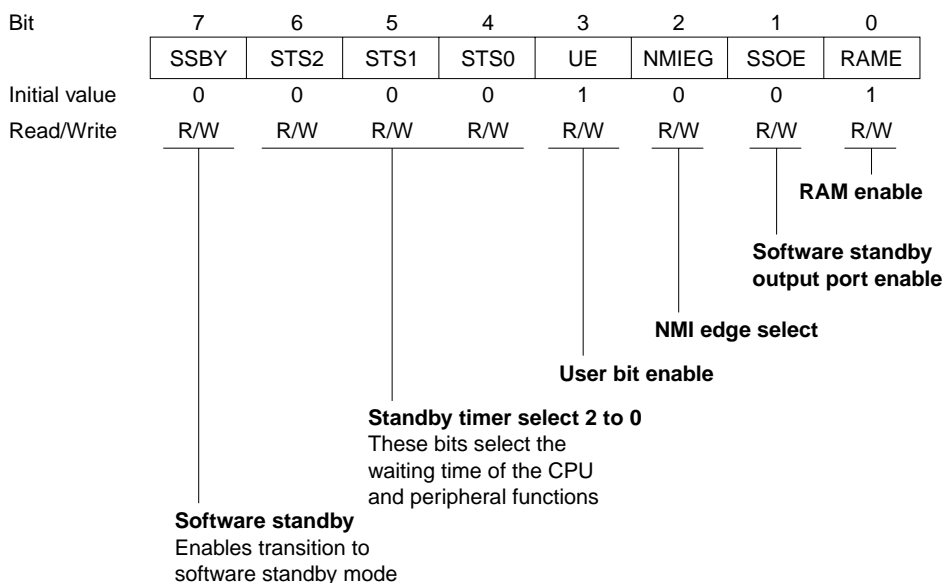 Bit 7 6 5 4 3 2 1 0
SSBY STS2 STS1 STS0 UE NMIEG SSOE RAME
Initial value 0 0 0 0 1 0 0 1
Read/Write R/W R/W R/W R/W R/W R/W R/W R/W
RAM enable
Software standby
output port enable
NMI edge select
User bit enable
Standby timer select 2 to 0
These bits select the
waiting time of the CPU
and peripheral functions
Software standby
Enables transition to
software standby mode